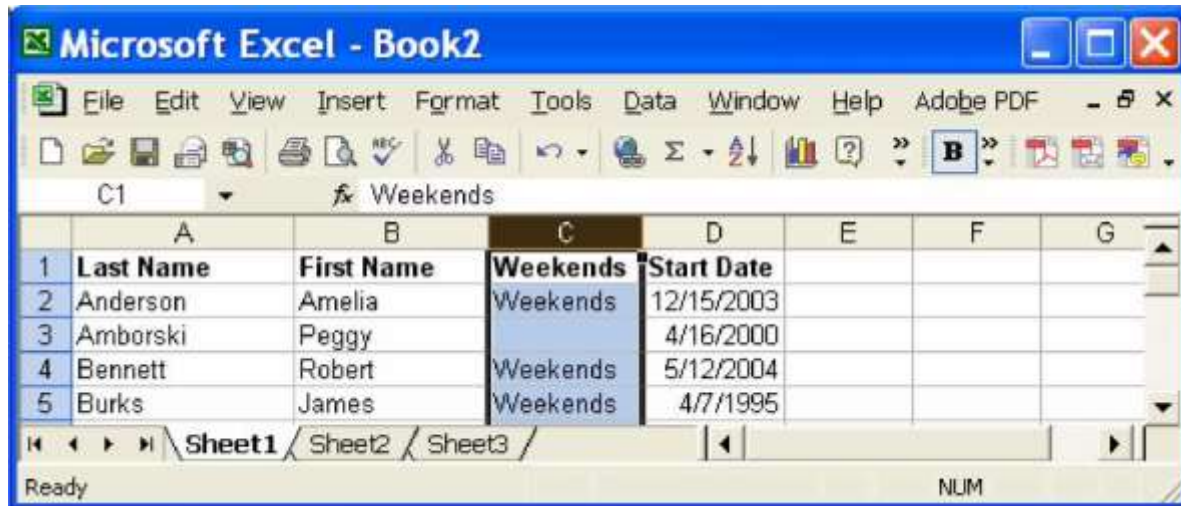 Microsoft Excel - Book2
File Edit View Insert Format Tools Data Window Help Adobe PDF
ABC Σ A Z ? » B »
C1 fx Weekends
A B C D E F G
1 Last Name First Name Weekends Start Date
2 Anderson Amelia Weekends 12/15/2003
3 Amborski Peggy 4/16/2000
4 Bennett Robert Weekends 5/12/2004
5 Burks James Weekends 4/7/1995
Sheet1 / Sheet2 / Sheet3 /
Ready NUM